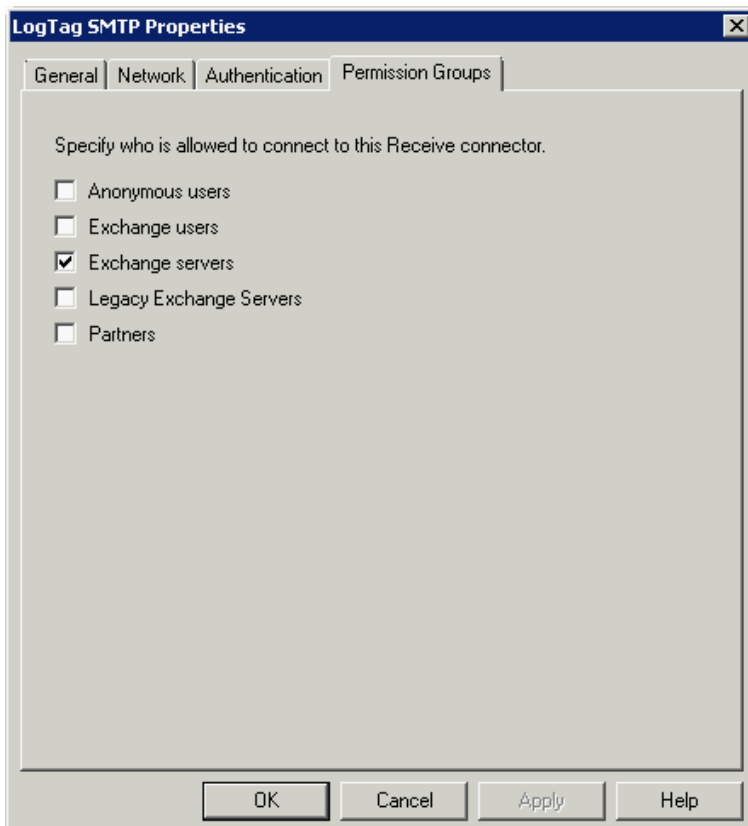 LogTag SMTP Properties
General Network Authentication Permission Groups
Specify who is allowed to connect to this Receive connector.
Anonymous users
Exchange users
Exchange servers
Legacy Exchange Servers
Partners
OK Cancel Apply Help